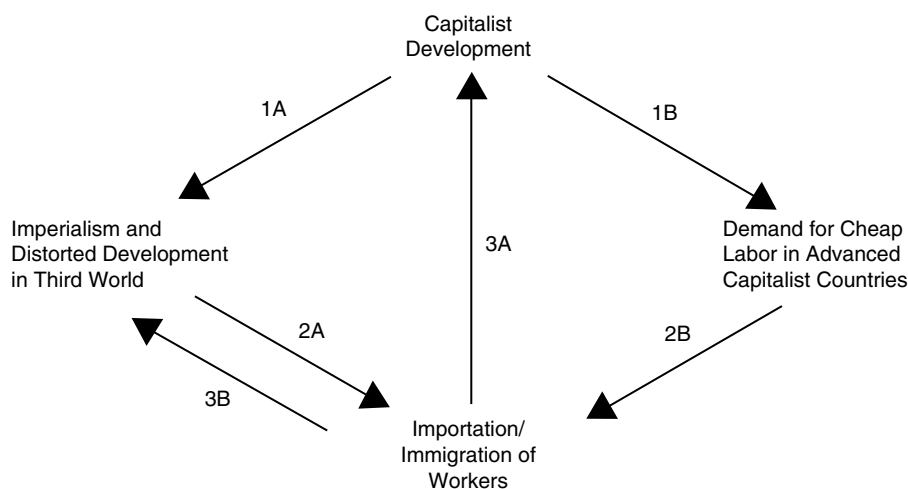 Capitalist
Development
1A
1B
Imperialism and
Distorted Development
in Third World
3A
Demand for Cheap
Labor in Advanced
Capitalist Countries
2A
2B
3B
Importation/
Immigration of
Workers